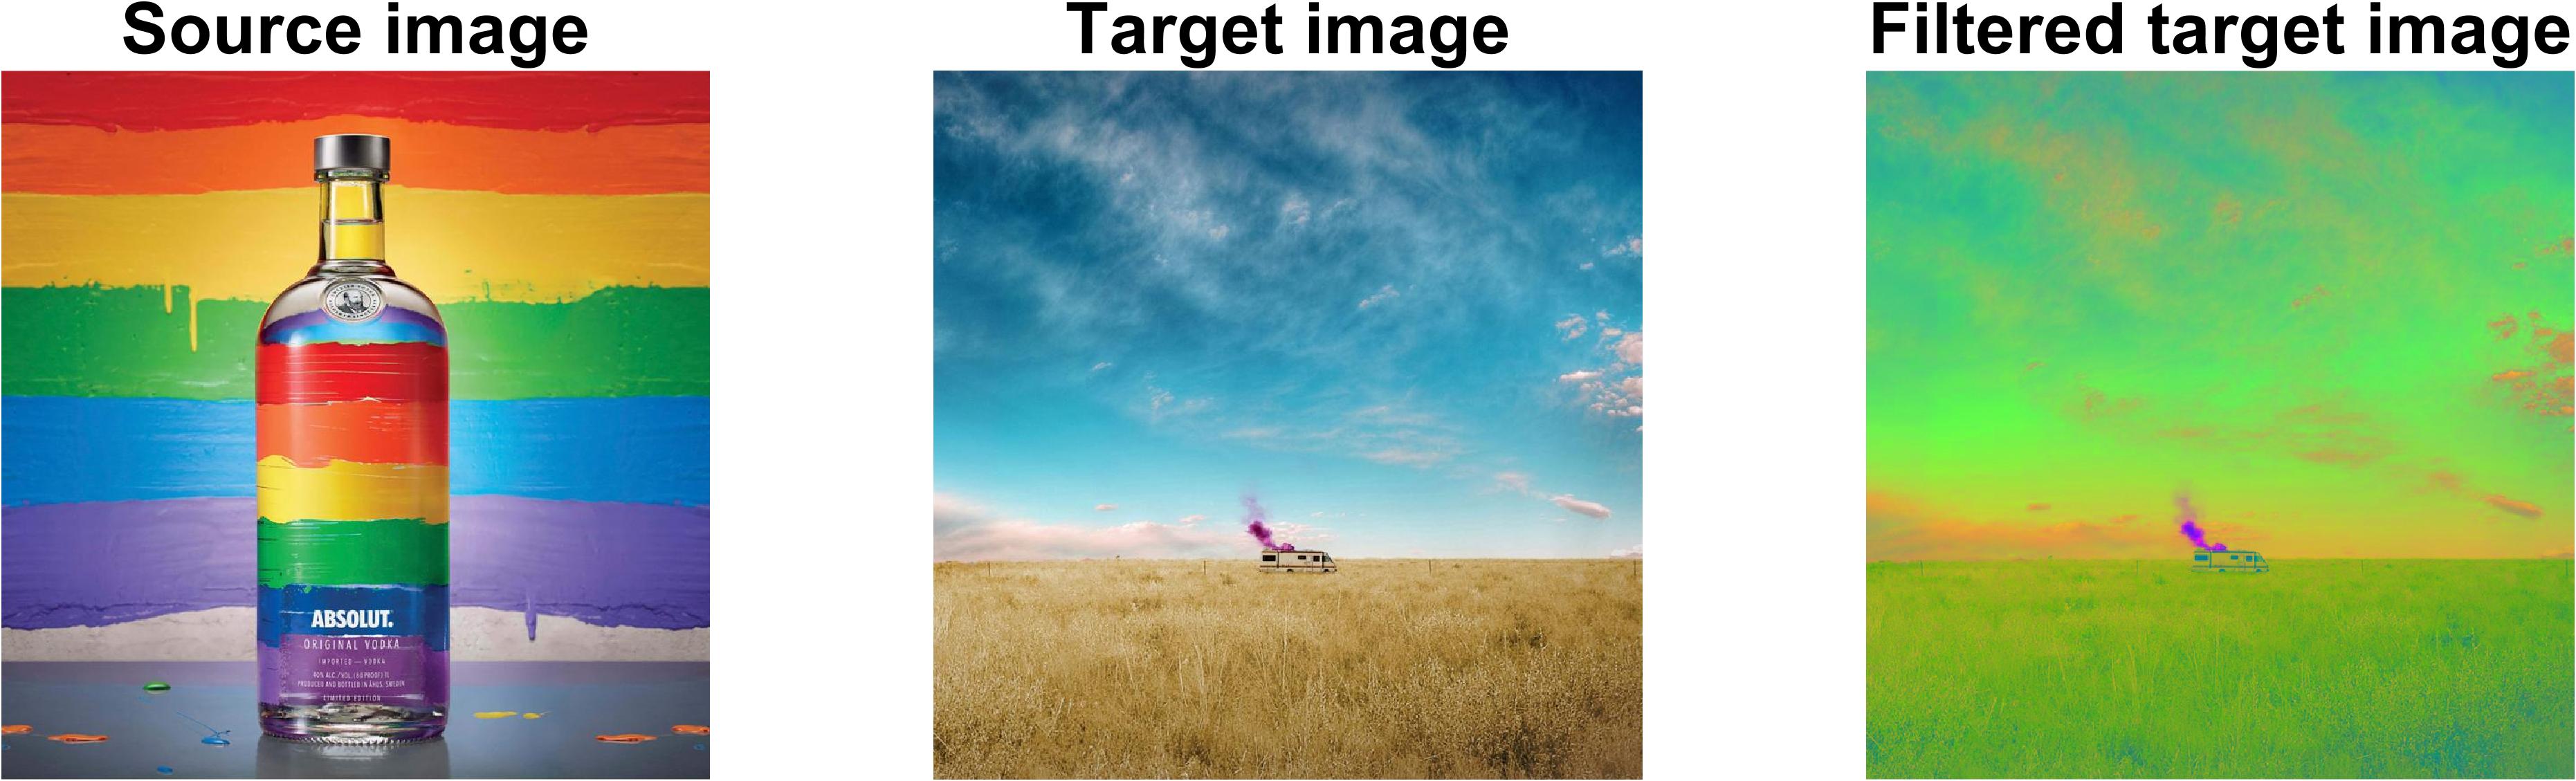 Source image
Target image
Filtered target image
ABSOLUT.
ORIGINAL VODKA
IMPORTED — VODKA
40% ALC./VOL. (80 PROOF) 1L
PRODUCED AND BOTTLED IN ÅHUS, SWEDEN
LIMITED EDITION